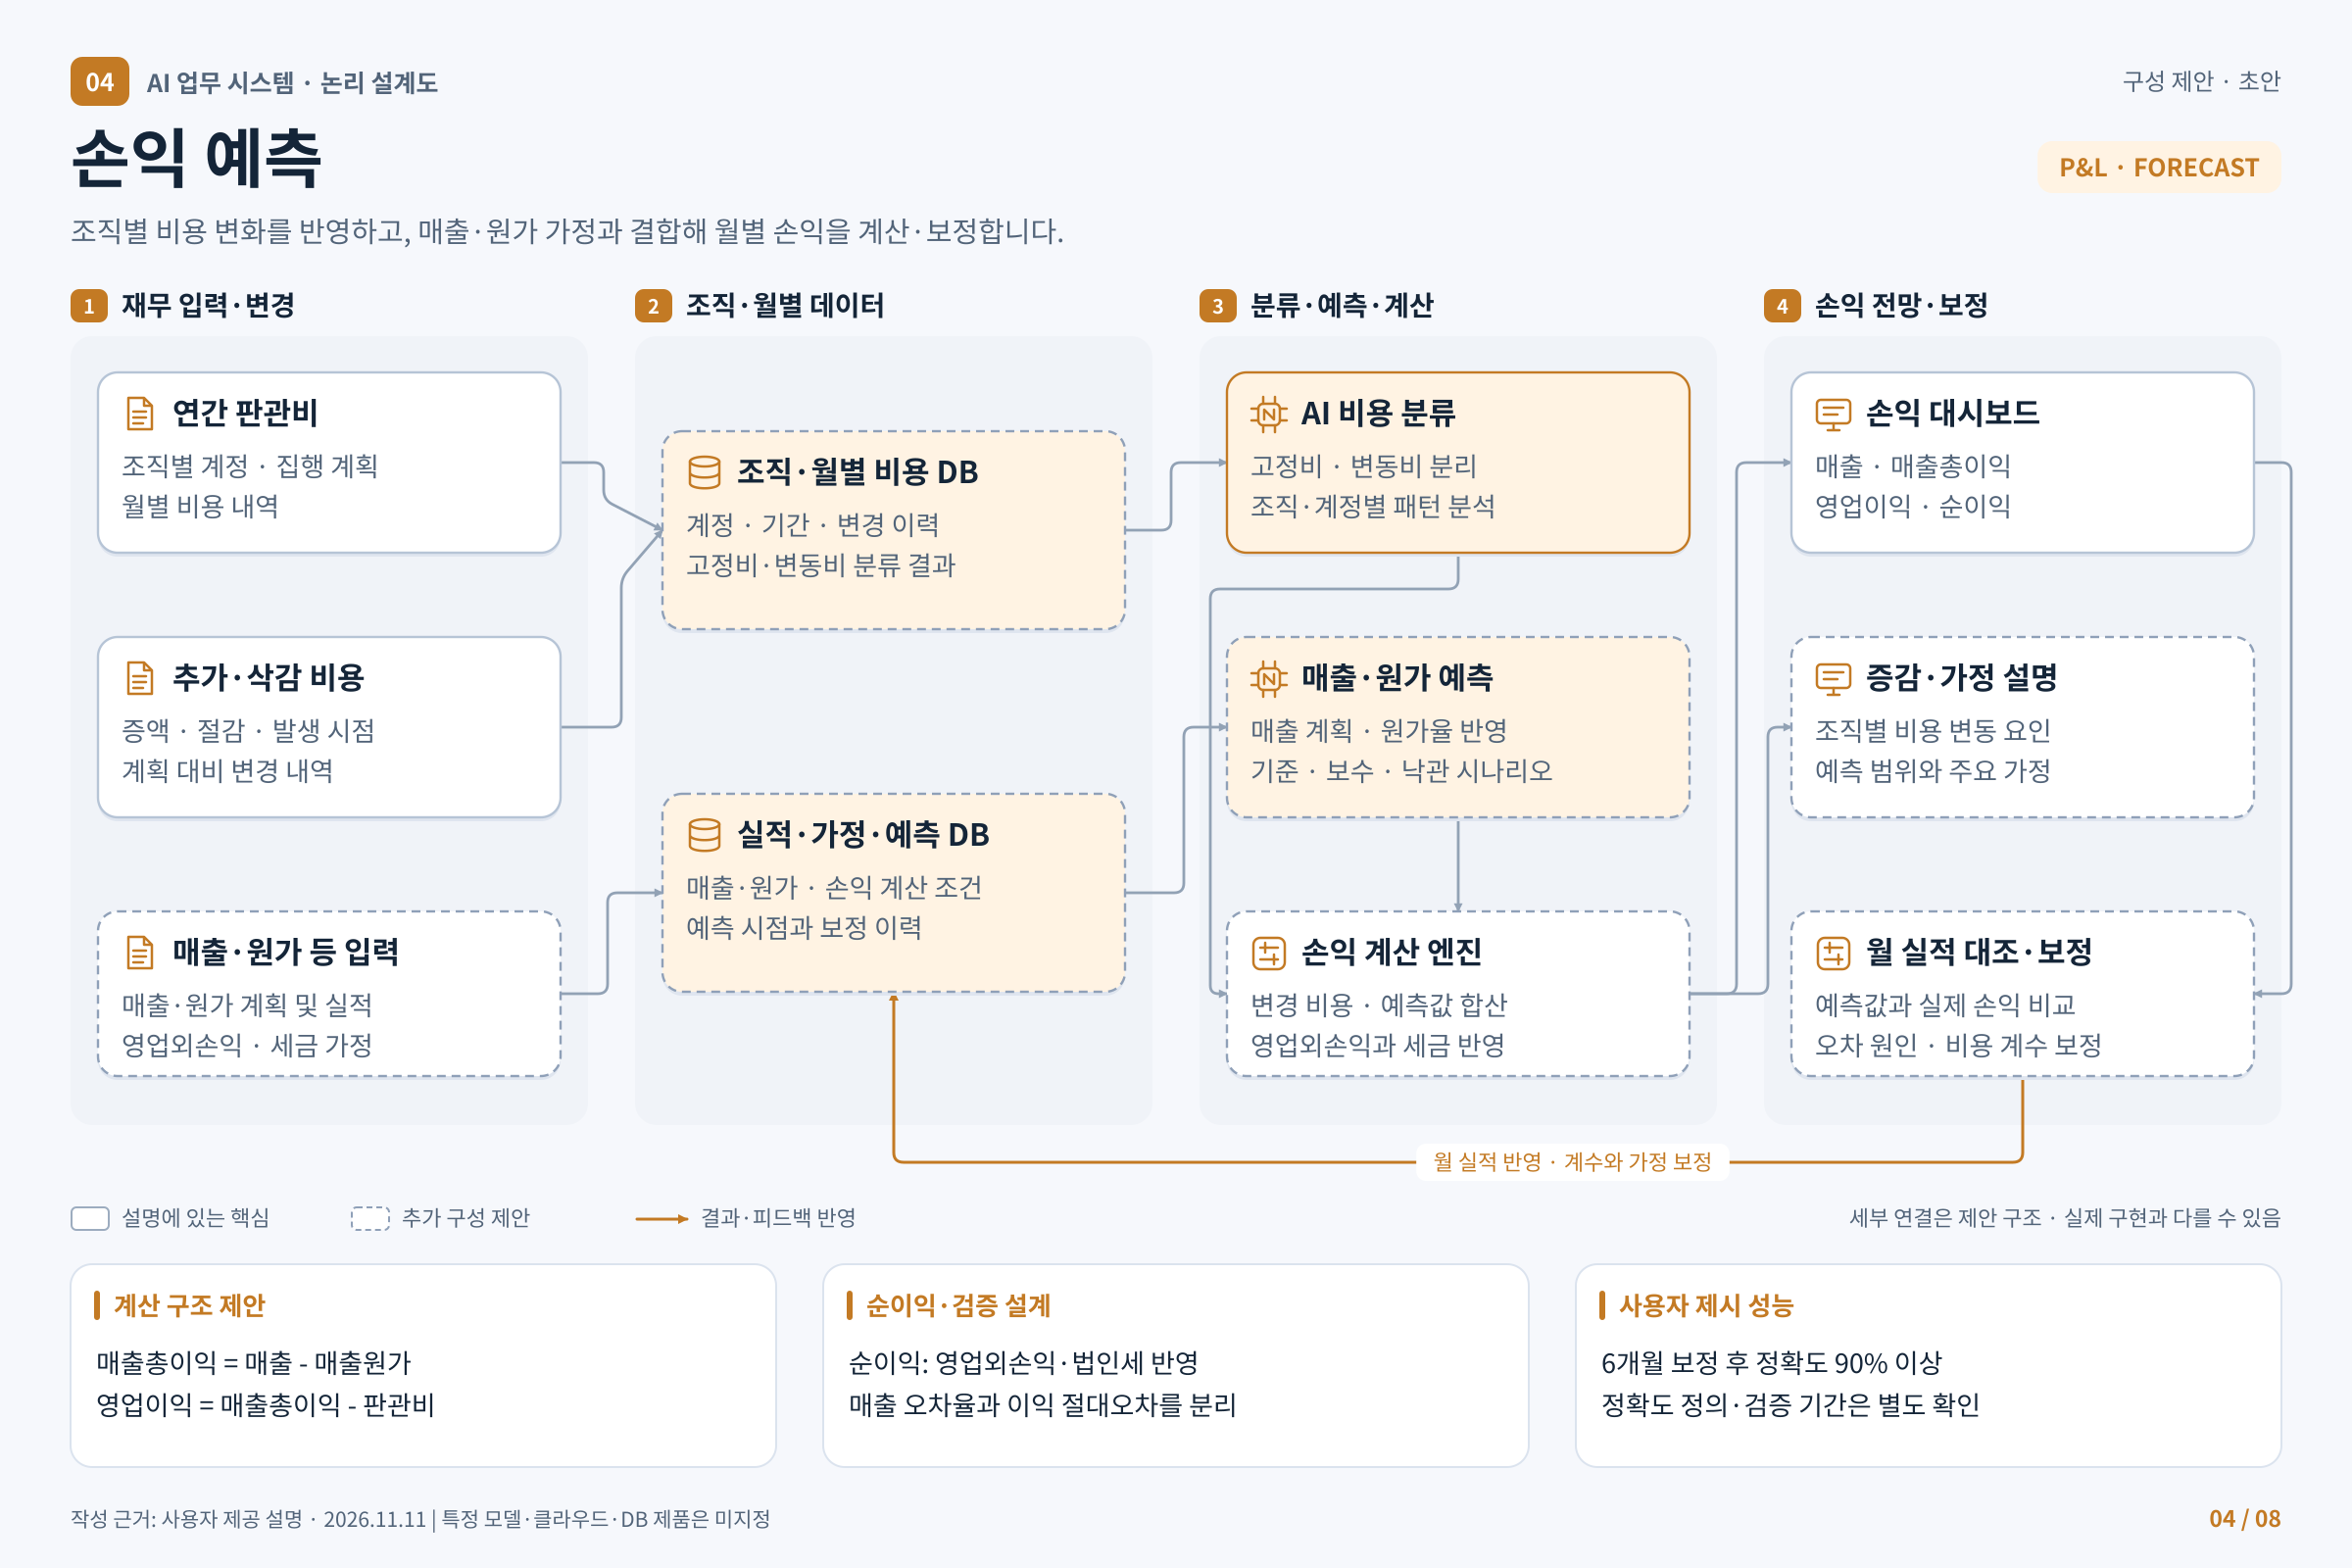 04
AI 업무 시스템 · 논리 설계도
구성 제안 · 초안
손익 예측
P&L · FORECAST
조직별 비용 변화를 반영하고, 매출·원가 가정과 결합해 월별 손익을 계산·보정합니다.
1 재무 입력·변경
연간 판관비
조직별 계정 · 집행 계획
월별 비용 내역
추가·삭감 비용
증액 · 절감 · 발생 시점
계획 대비 변경 내역
매출·원가 등 입력
매출·원가 계획 및 실적
영업외손익 · 세금 가정
2 조직·월별 데이터
조직·월별 비용 DB
계정 · 기간 · 변경 이력
고정비·변동비 분류 결과
실적·가정·예측 DB
매출·원가 · 손익 계산 조건
예측 시점과 보정 이력
3 분류·예측·계산
AI 비용 분류
고정비 · 변동비 분리
조직·계정별 패턴 분석
매출·원가 예측
매출 계획 · 원가율 반영
기준 · 보수 · 낙관 시나리오
손익 계산 엔진
변경 비용 · 예측값 합산
영업외손익과 세금 반영
4 손익 전망·보정
손익 대시보드
매출 · 매출총이익
영업이익 · 순이익
증감·가정 설명
조직별 비용 변동 요인
예측 범위와 주요 가정
월 실적 대조·보정
예측값과 실제 손익 비교
오차 원인 · 비용 계수 보정
월 실적 반영 · 계수와 가정 보정
설명에 있는 핵심
추가 구성 제안
결과·피드백 반영
세부 연결은 제안 구조 · 실제 구현과 다를 수 있음
계산 구조 제안
매출총이익 = 매출 - 매출원가
영업이익 = 매출총이익 - 판관비
순이익·검증 설계
순이익: 영업외손익·법인세 반영
매출 오차율과 이익 절대오차를 분리
사용자 제시 성능
6개월 보정 후 정확도 90% 이상
정확도 정의·검증 기간은 별도 확인
작성 근거: 사용자 제공 설명 · 2026.11.11 | 특정 모델·클라우드·DB 제품은 미지정
04 / 08